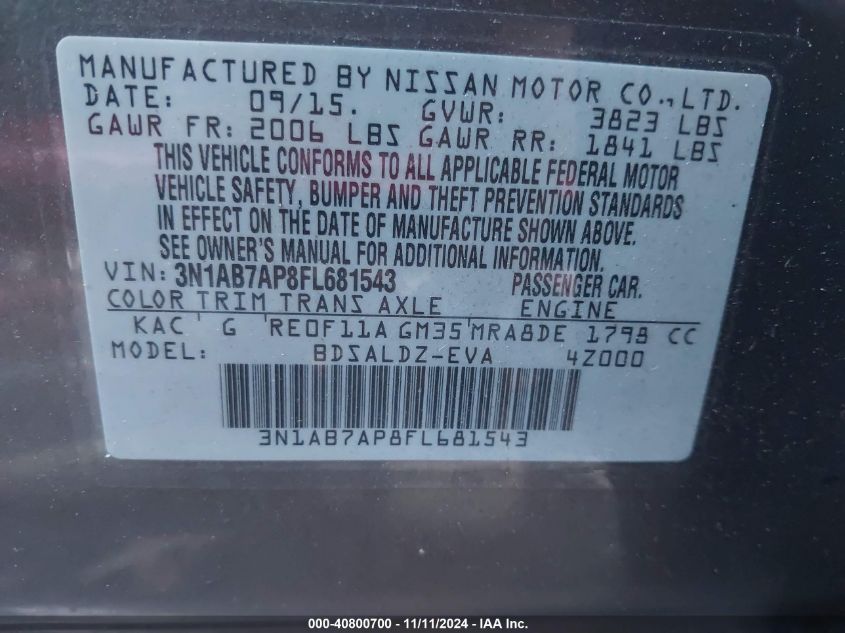 MANUFACTURED BY NISSAN MOTOR CO., LTD.
DATE: 09/15. GVWR: 3823 LBS
GAWR FR: 2006 LBS GAWR RR: 1841 LBS
THIS VEHICLE CONFORMS TO ALL APPLICABLE FEDERAL MOTOR
VEHICLE SAFETY, BUMPER AND THEFT PREVENTION STANDARDS
IN EFFECT ON THE DATE OF MANUFACTURE SHOWN ABOVE.
SEE OWNER'S MANUAL FOR ADDITIONAL INFORMATION.
VIN: 3N1AB7AP8FL681543 PASSENGER CAR.
COLOR TRIM TRANS AXLE ENGINE
KAC G RE0F11A GM35 MRA8DE 1798 CC
MODEL: BDSALDZ-EVA 4Z000
3N1AB7AP8FL681543
000-40800700 - 11/11/2024 - IAA Inc.